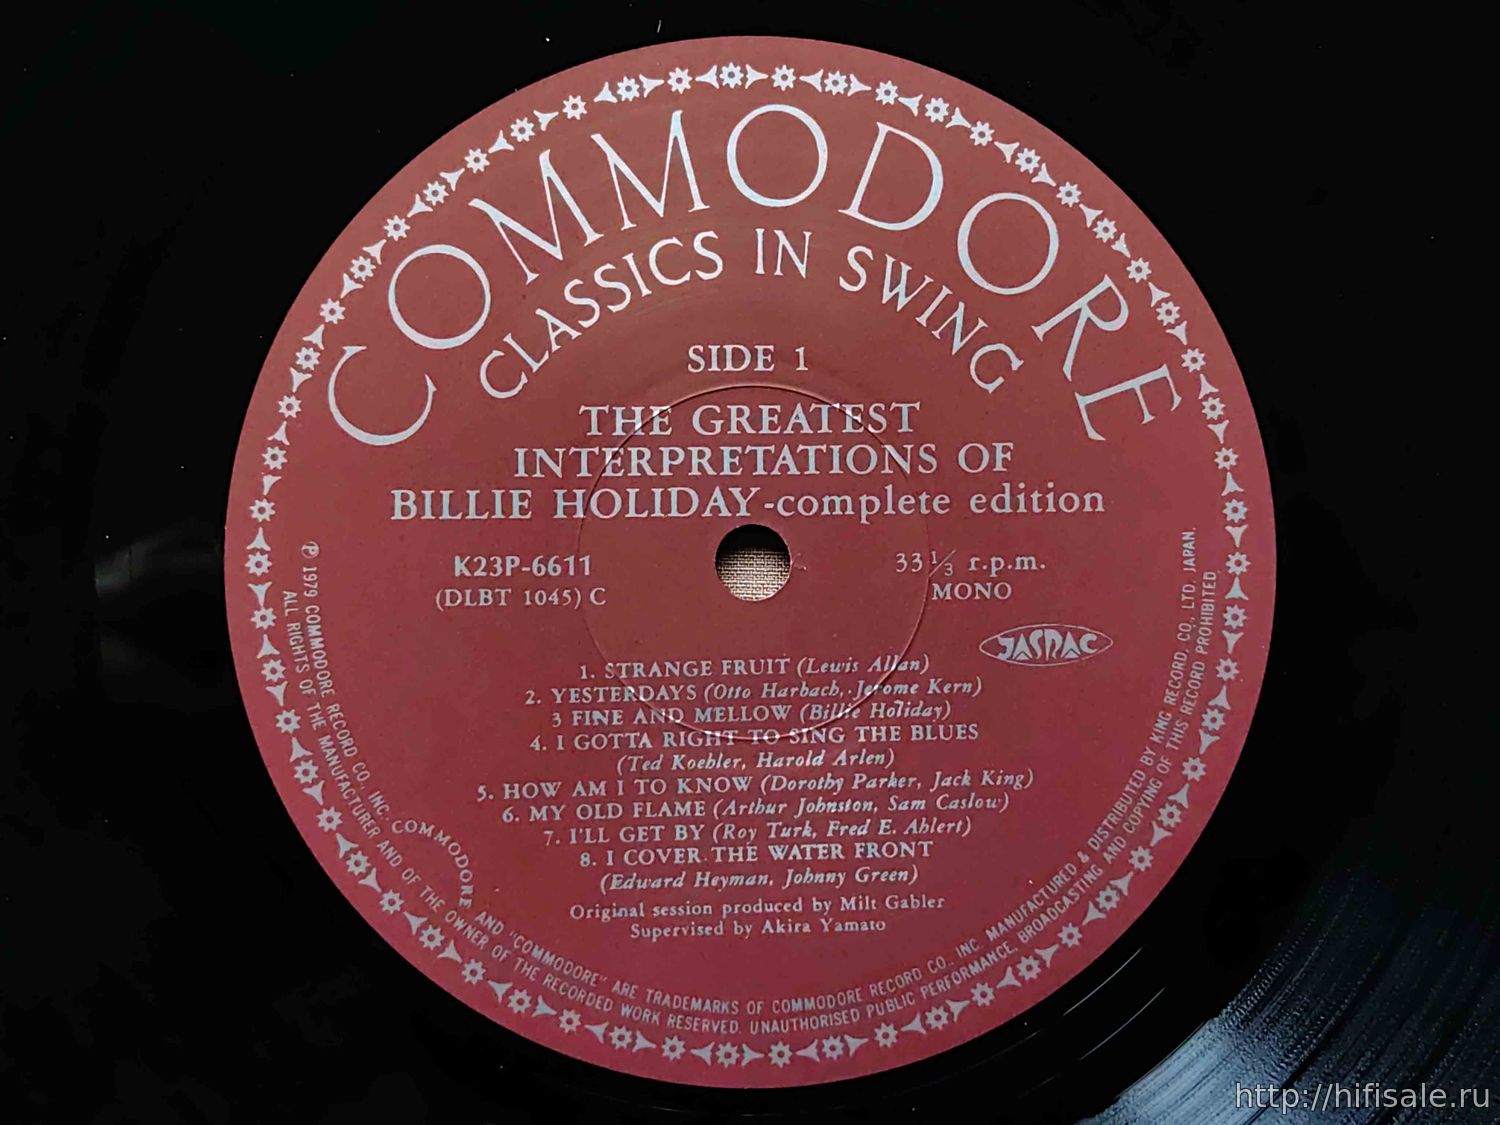 COMMODORE
CLASSICS IN SWING
SIDE 1
THE GREATEST
INTERPRETATIONS OF
BILLIE HOLIDAY-complete edition
K23P-6611
(DLBT 1045) C
33 1/3 r.p.m.
MONO
JASRAC
1. STRANGE FRUIT (Lewis Allan)
2. YESTERDAYS (Otto Harbach, Jerome Kern)
3 FINE AND MELLOW (Billie Holiday)
4. I GOTTA RIGHT TO SING THE BLUES
(Ted Koehler, Harold Arlen)
5. HOW AM I TO KNOW (Dorothy Parker, Jack King)
6. MY OLD FLAME (Arthur Johnston, Sam Caslow)
7. I'LL GET BY (Roy Turk, Fred E. Ahlert)
8. I COVER THE WATER FRONT
(Edward Heyman, Johnny Green)
Original session produced by Milt Gabler
Supervised by Akira Yamato
℗ 1979 COMMODORE RECORD CO., INC. COMMODORE AND "COMMODORE" ARE TRADEMARKS OF COMMODORE RECORD CO., INC. MANUFACTURED & DISTRIBUTED BY KING RECORD, CO., LTD. JAPAN.
ALL RIGHTS OF THE MANUFACTURER AND OF THE OWNER OF THE RECORDED WORK RESERVED. UNAUTHORISED PUBLIC PERFORMANCE, BROADCASTING AND COPYING OF THIS RECORD PROHIBITED
http://hifisale.ru